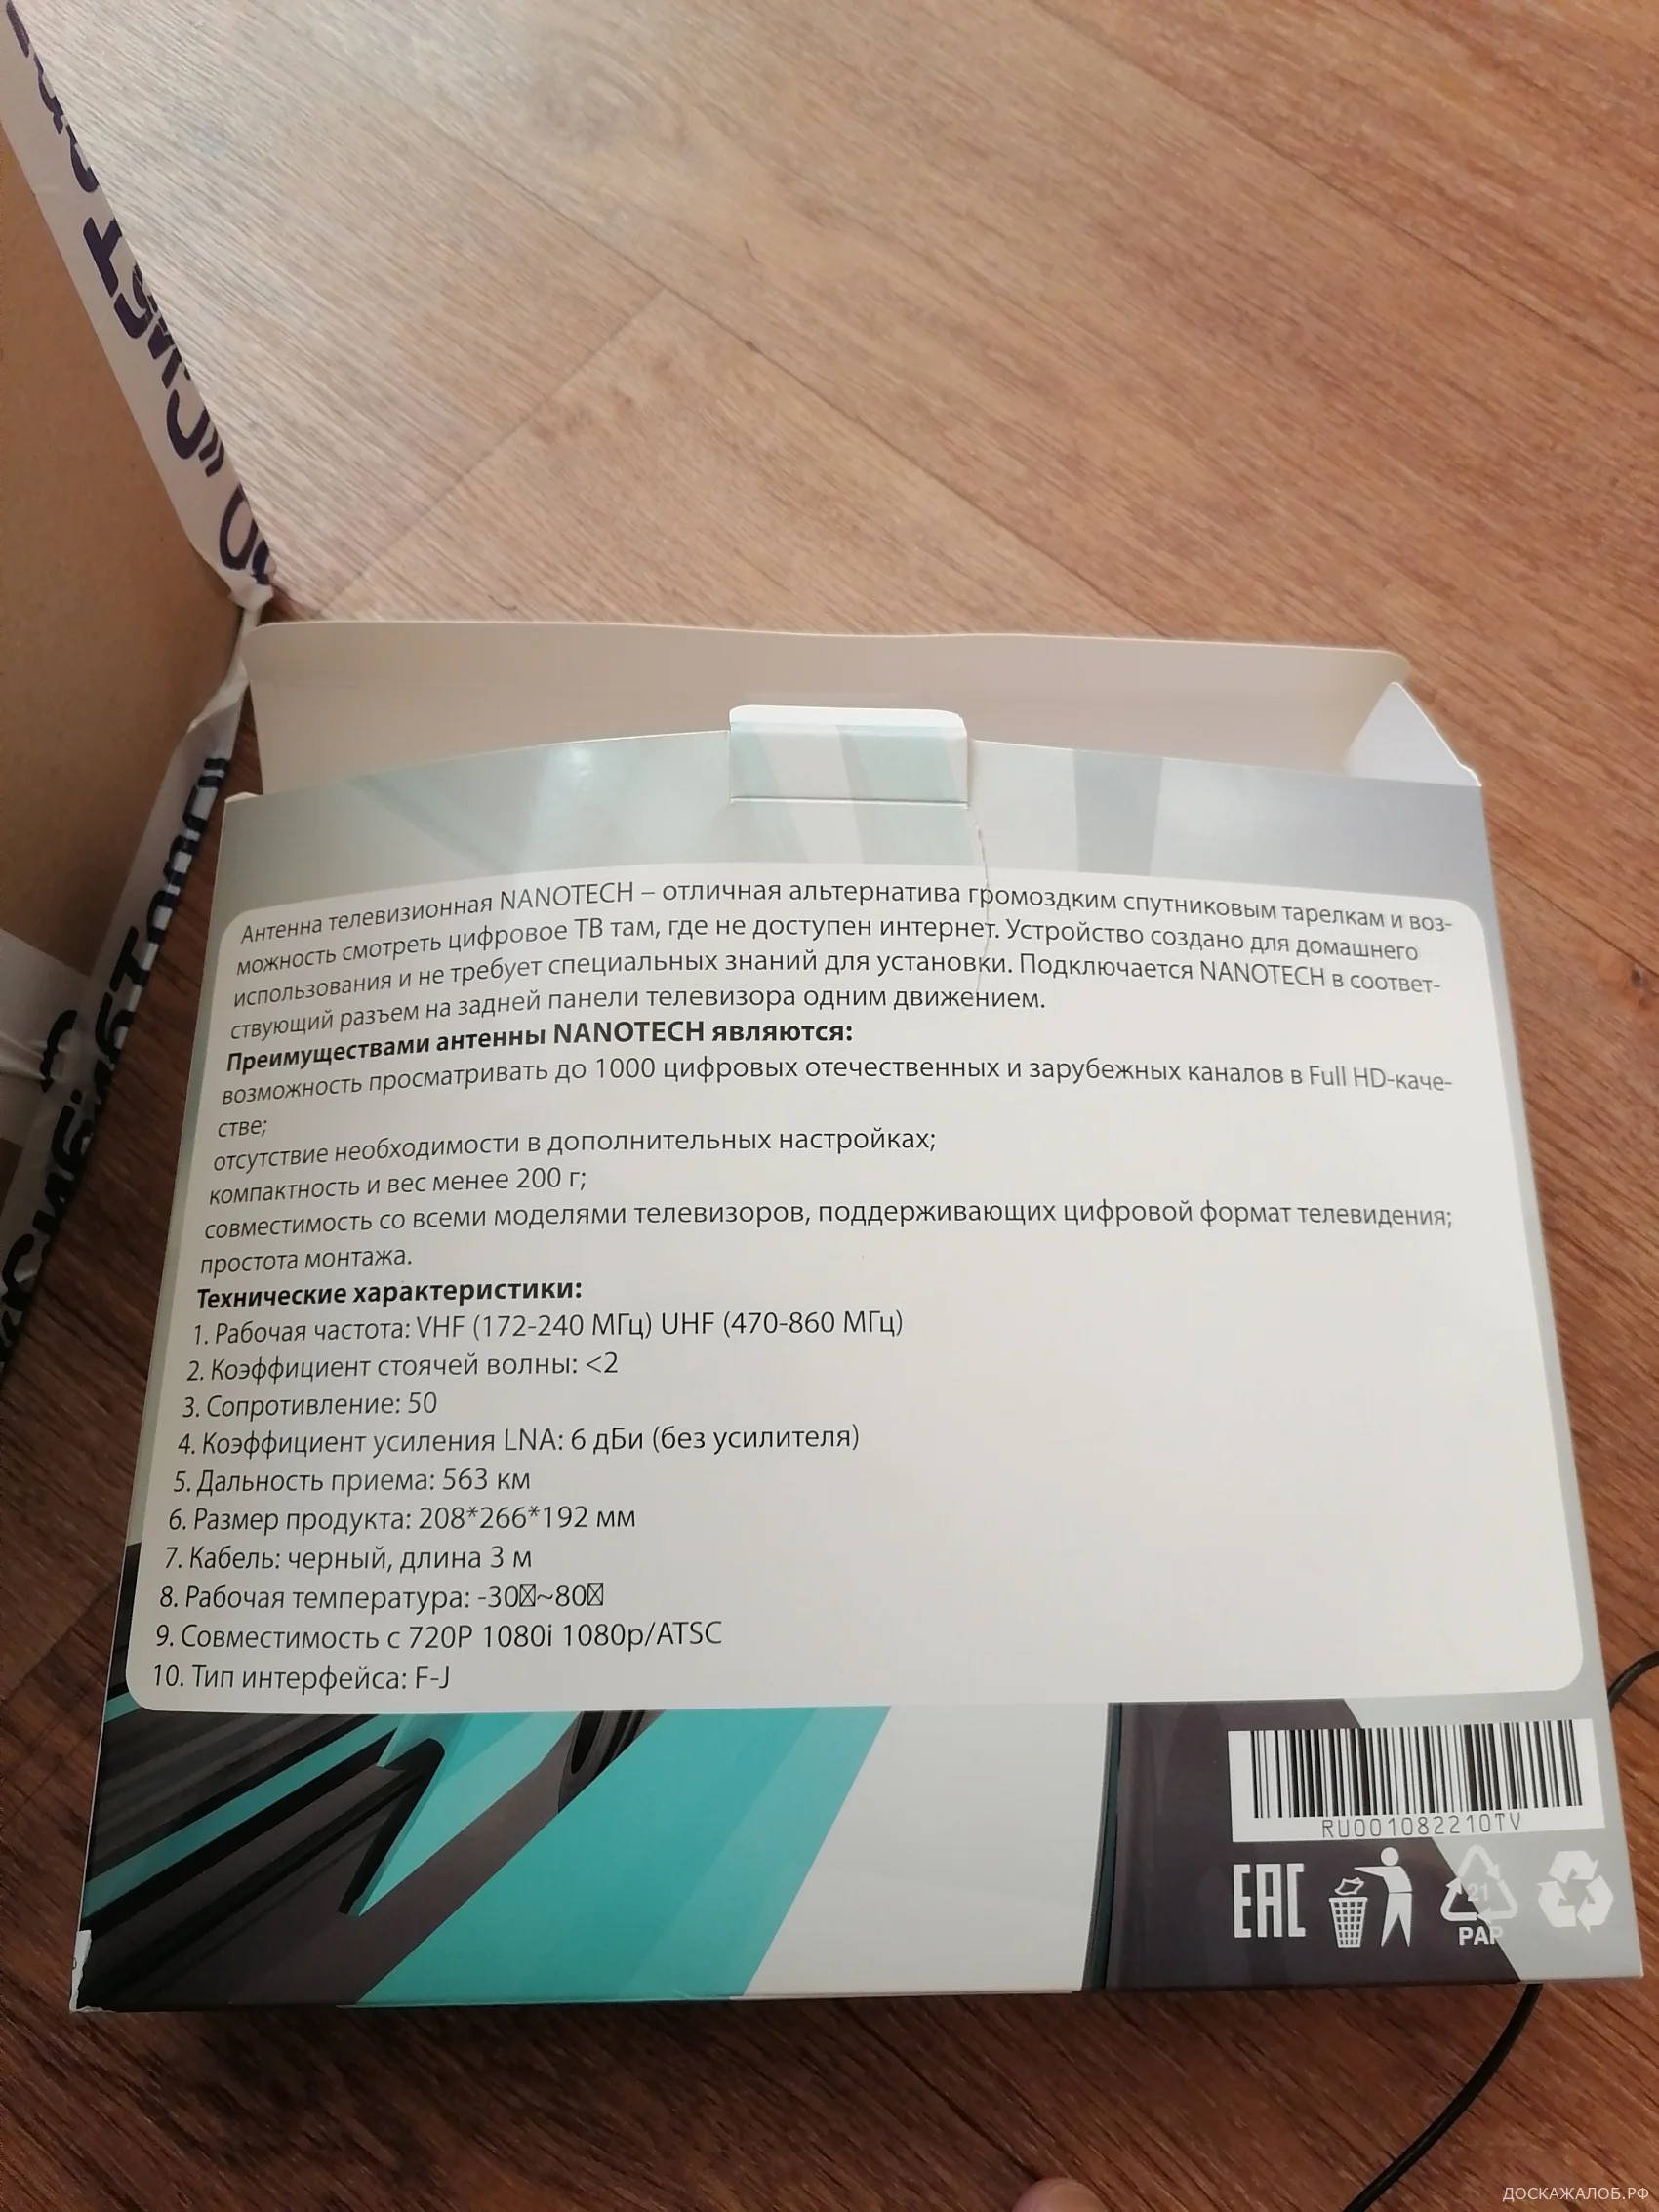 Антенна телевизионная NANOTECH – отличная альтернатива громоздким спутниковым тарелкам и воз-
можность смотреть цифровое ТВ там, где не доступен интернет. Устройство создано для домашнего
использования и не требует специальных знаний для установки. Подключается NANOTECH в соответ-
ствующий разъем на задней панели телевизора одним движением.
Преимуществами антенны NANOTECH являются:
возможность просматривать до 1000 цифровых отечественных и зарубежных каналов в Full HD-каче-
стве;
отсутствие необходимости в дополнительных настройках;
компактность и вес менее 200 г;
совместимость со всеми моделями телевизоров, поддерживающих цифровой формат телевидения;
простота монтажа.
Технические характеристики:
1. Рабочая частота: VHF (172-240 МГц) UHF (470-860 МГц)
2. Коэффициент стоячей волны: <2
3. Сопротивление: 50
4. Коэффициент усиления LNA: 6 дБи (без усилителя)
5. Дальность приема: 563 км
6. Размер продукта: 208*266*192 мм
7. Кабель: черный, длина 3 м
8. Рабочая температура: -30☒~80☒
9. Совместимость с 720P 1080i 1080p/ATSC
10. Тип интерфейса: F-J
RU001082210TV
EAC
21
PAP
ДОСКАЖАЛОБ.РФ